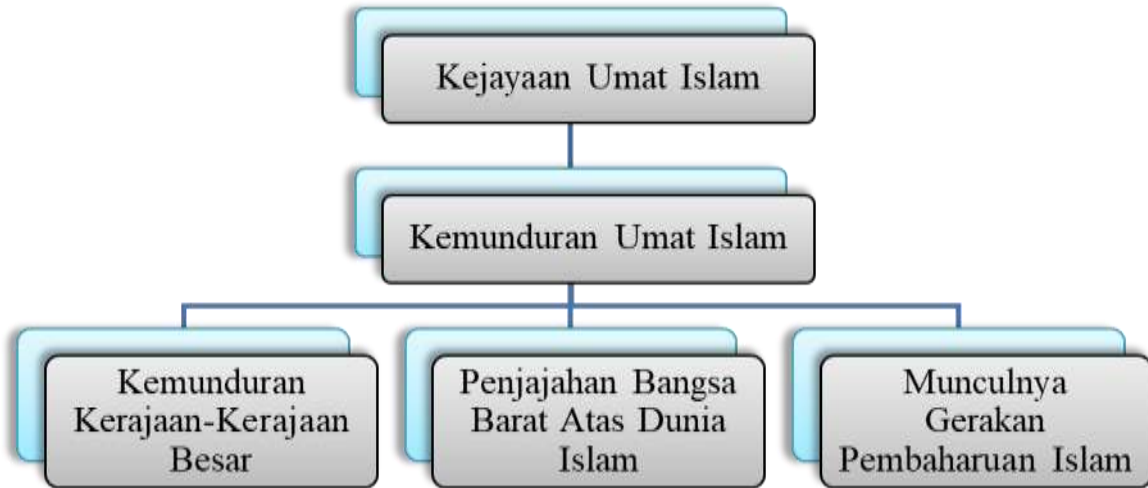 Kejayaan Umat Islam
Kemunduran Umat Islam
Kemunduran
Kerajaan-Kerajaan
Besar
Penjajahan Bangsa
Barat Atas Dunia
Islam
Munculnya
Gerakan
Pembaharuan Islam